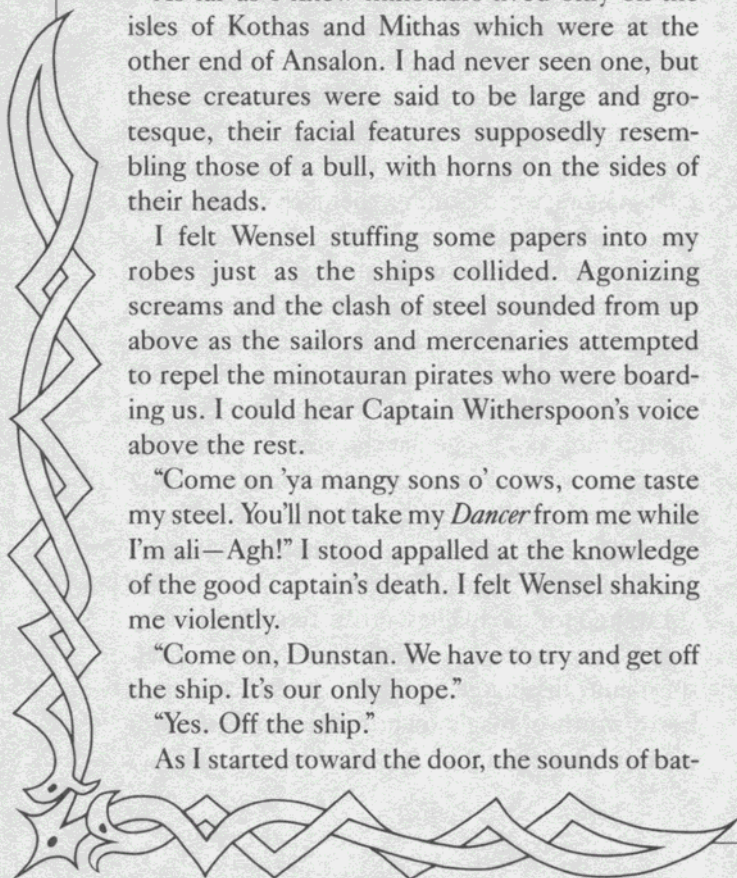 isles of Kothas and Mithas which were at the
other end of Ansalon. I had never seen one, but
these creatures were said to be large and gro-
tesque, their facial features supposedly resem-
bling those of a bull, with horns on the sides of
their heads.
I felt Wensel stuffing some papers into my
robes just as the ships collided. Agonizing
screams and the clash of steel sounded from up
above as the sailors and mercenaries attempted
to repel the minotauran pirates who were board-
ing us. I could hear Captain Witherspoon's voice
above the rest.
“Come on 'ya mangy sons o' cows, come taste
my steel. You'll not take my Dancer from me while
I'm ali—Agh!” I stood appalled at the knowledge
of the good captain's death. I felt Wensel shaking
me violently.
“Come on, Dunstan. We have to try and get off
the ship. It's our only hope.”
“Yes. Off the ship.”
As I started toward the door, the sounds of bat-